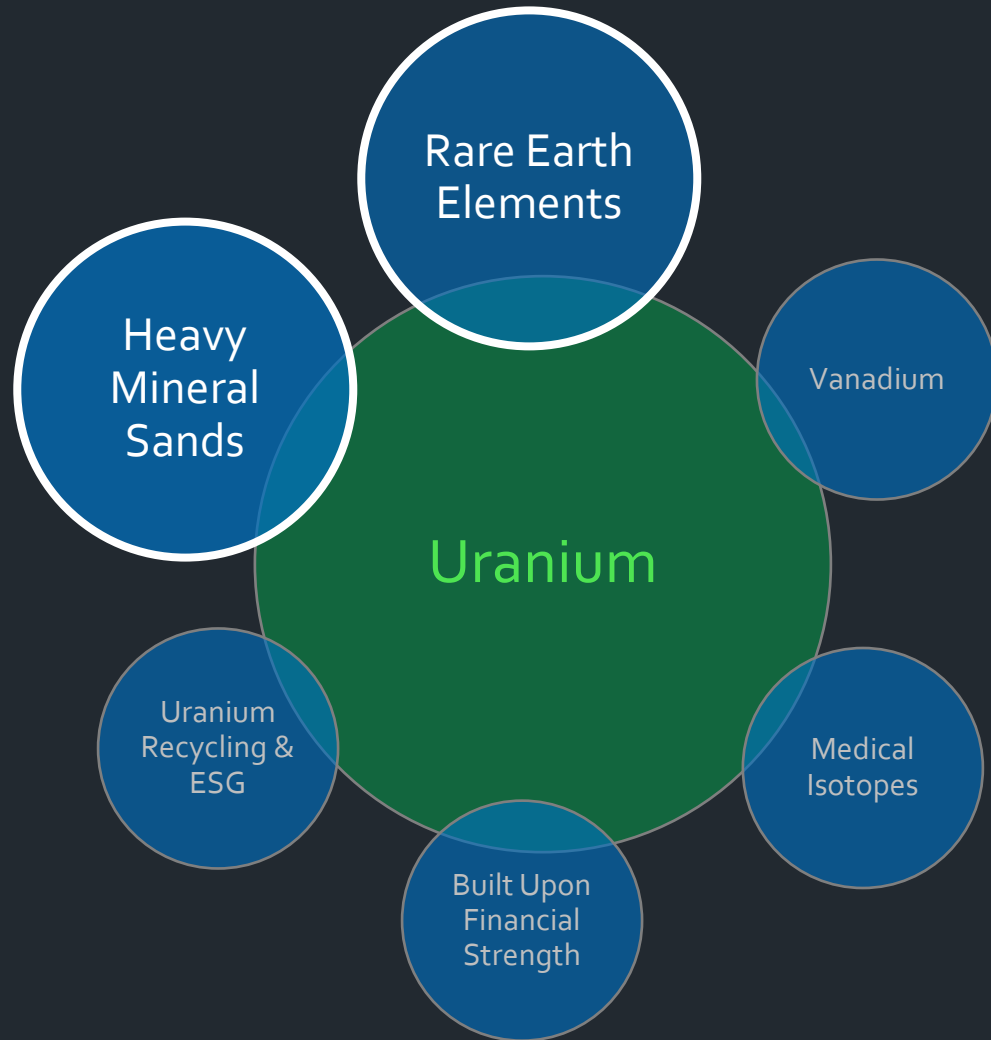 Rare Earth
Elements
Heavy
Mineral
Sands
Vanadium
Uranium
Uranium
Recycling &
ESG
Medical
Isotopes
Built Upon
Financial
Strength